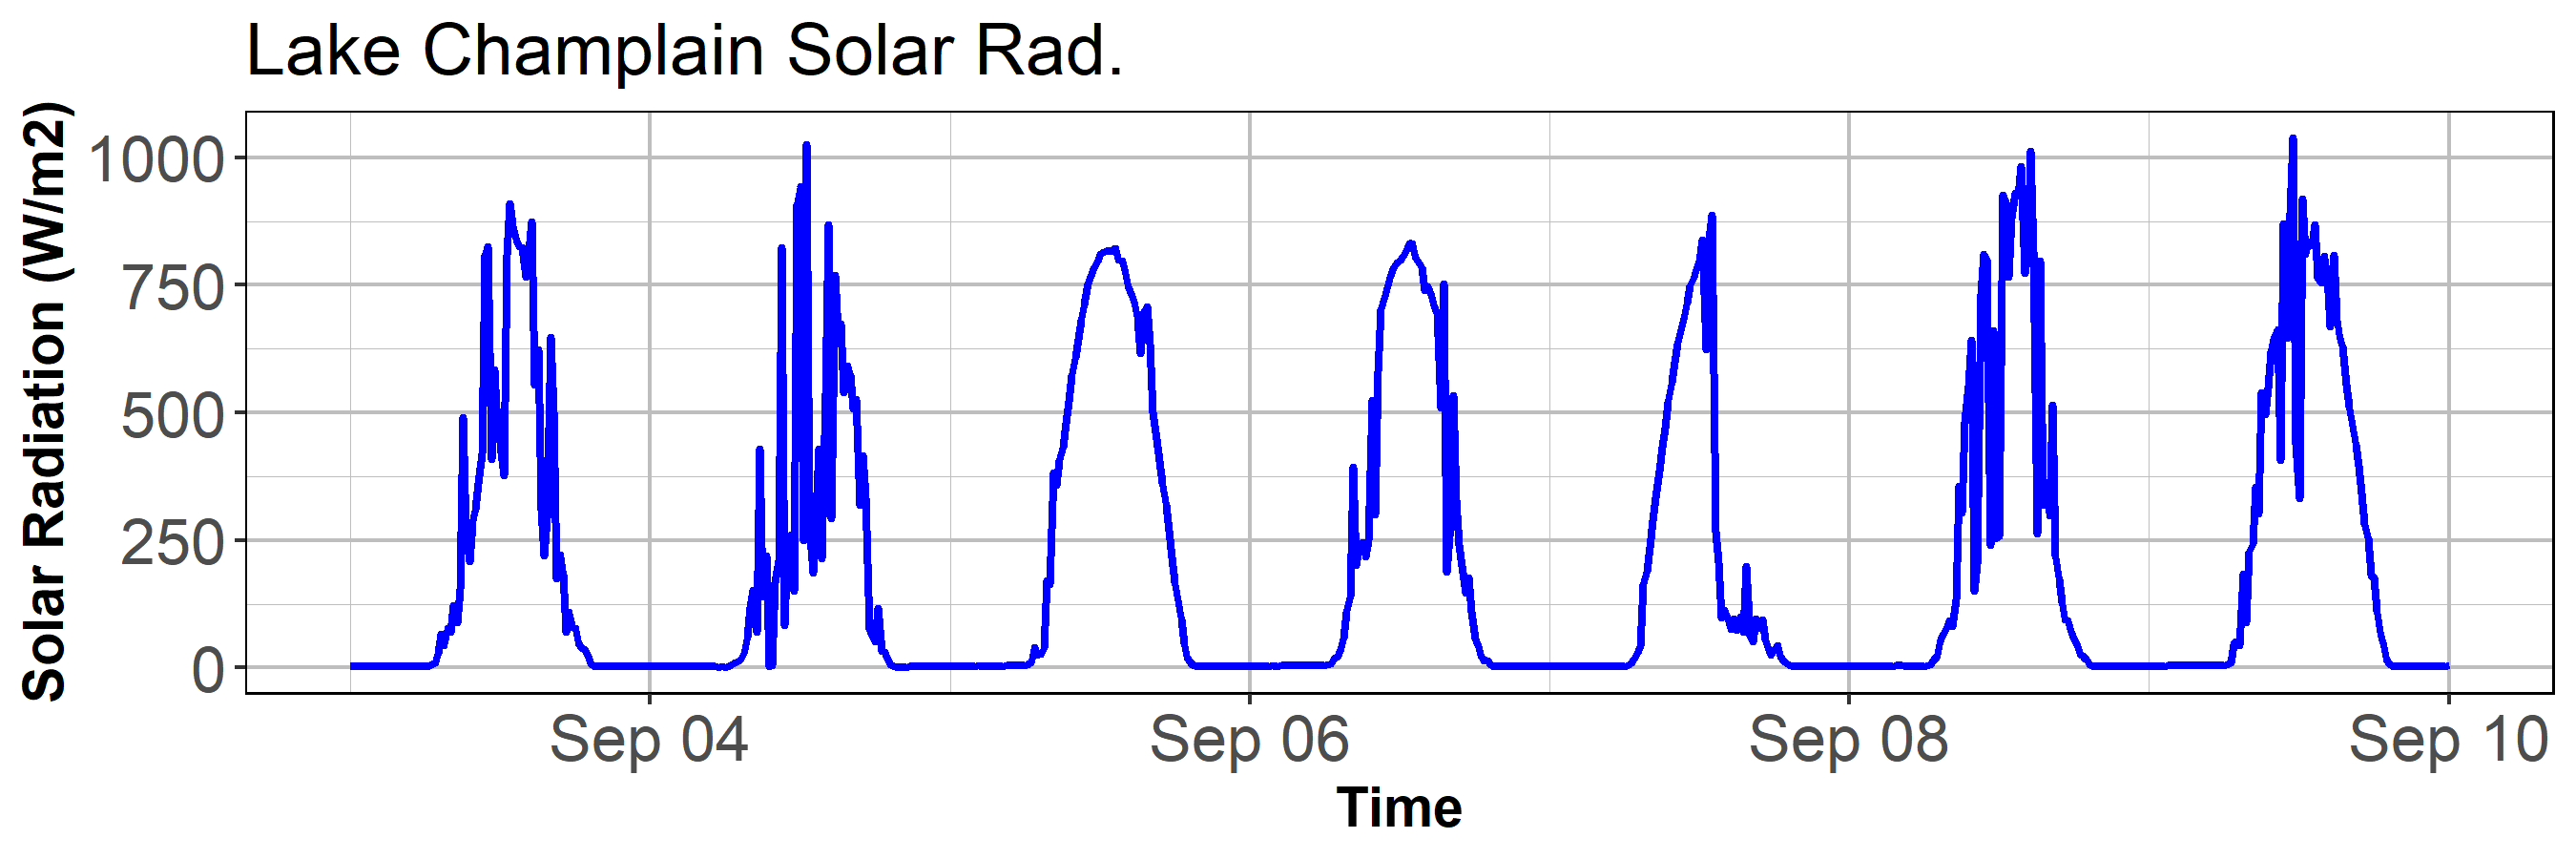 Lake Champlain Solar Rad.
Solar Radiation (W/m2)
1000
750
500
250
0
Sep 04 Sep 06 Sep 08 Sep 10
Time